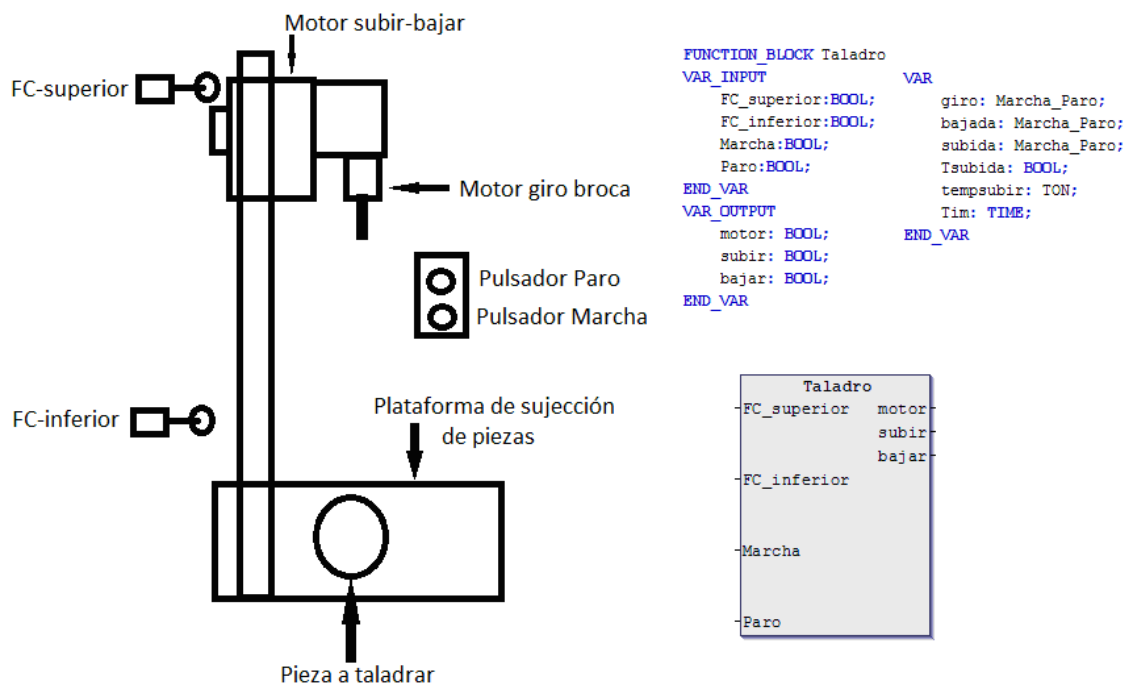 Motor subir-bajar
FC-superior
Motor giro broca
Pulsador Paro
Pulsador Marcha
FC-inferior
Plataforma de sujección
de piezas
Pieza a taladrar
FUNCTION_BLOCK Taladro
VAR_INPUT
FC_superior:BOOL;
FC_inferior:BOOL;
Marcha:BOOL;
Paro:BOOL;
END_VAR
VAR_OUTPUT
motor: BOOL;
subir: BOOL;
bajar: BOOL;
END_VAR
VAR
giro: Marcha_Paro;
bajada: Marcha_Paro;
subida: Marcha_Paro;
Tsubida: BOOL;
tempsubir: TON;
Tim: TIME;
END_VAR
Taladro
FC_superior motor
subir
bajar
FC_inferior
Marcha
Paro